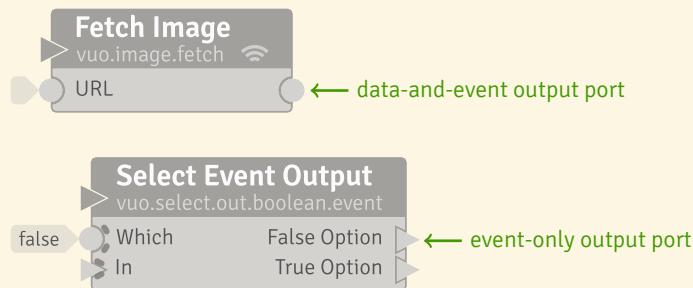 Fetch Image
vuo.image.fetch
URL
data-and-event output port
Select Event Output
vuo.select.out.boolean.event
false
Which
False Option
event-only output port
In
True Option